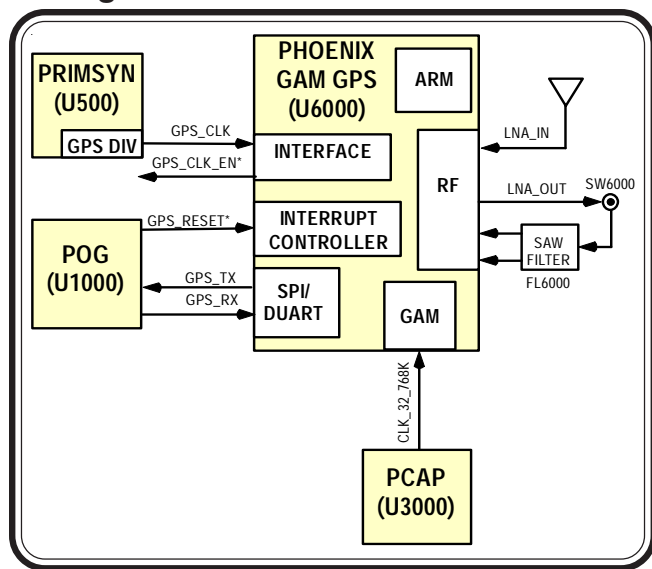 PRIMSYN
(U500)
GPS DIV
GPS_CLK
GPS_CLK_EN*
PHOENIX
GAM GPS
(U6000)
ARM
INTERFACE
RF
LNA_IN
LNA_OUT
SW6000
SAW
FILTER
FL6000
POG
(U1000)
GPS_RESET*
INTERRUPT
CONTROLLER
GPS_TX
GPS_RX
SPI/
DUART
GAM
CLK_32_768K
PCAP
(U3000)